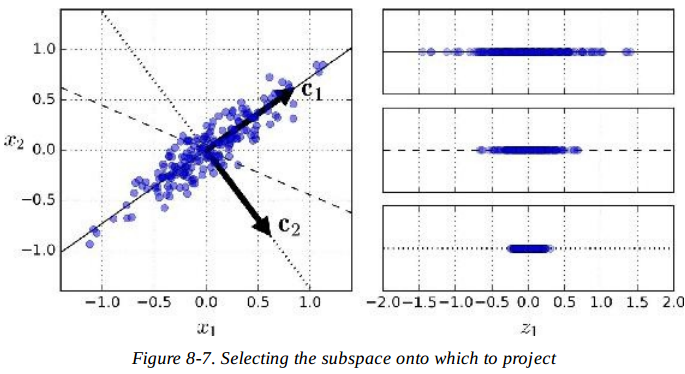 1.0
0.5
x₂ 0.0
−0.5
−1.0
c₁
c₂
−1.0 −0.5 0.0 0.5 1.0
x₁
−2.0 −1.5 −1.0 −0.5 0.0 0.5 1.0 1.5 2.0
z₁
Figure 8-7. Selecting the subspace onto which to project